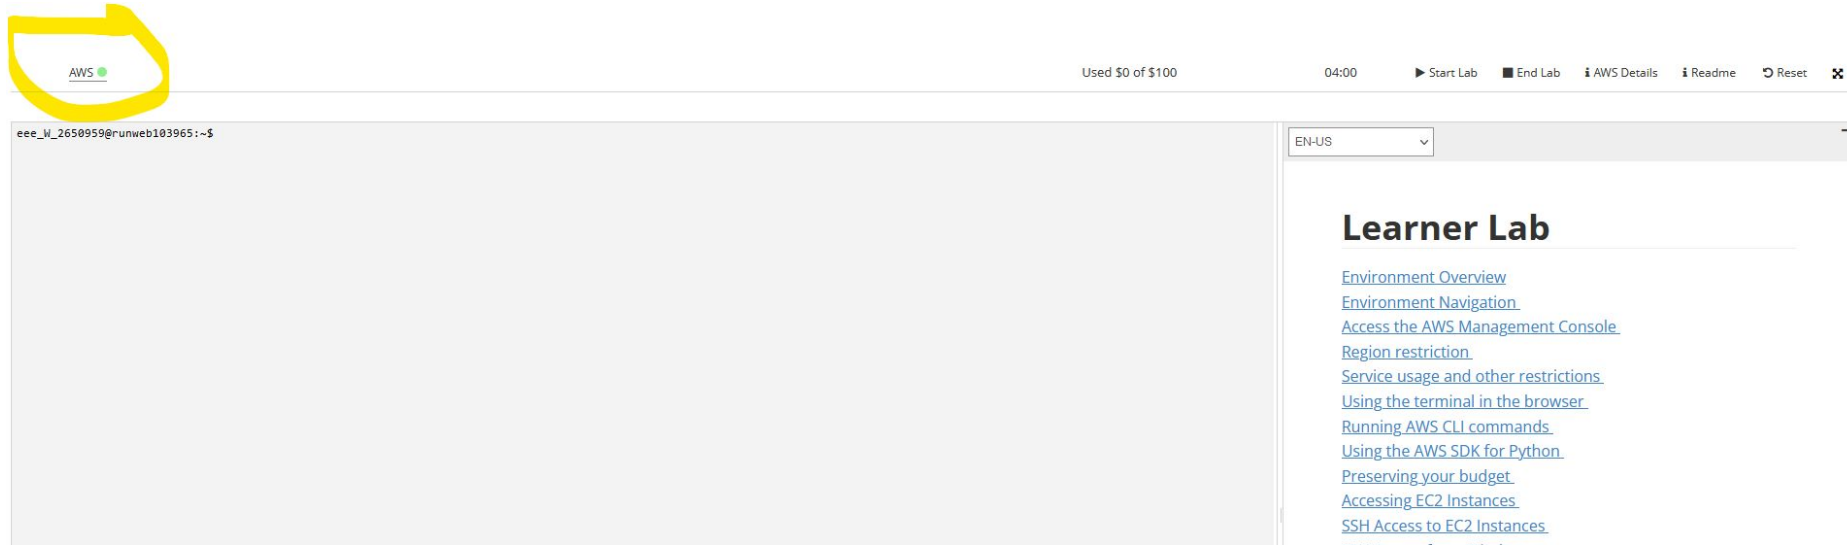 AWS
Used $0 of $100
04:00
Start Lab
End Lab
AWS Details
Readme
Reset
eee_W_2650959@runweb103965:~$
EN-US
Learner Lab
Environment Overview
Environment Navigation
Access the AWS Management Console
Region restriction
Service usage and other restrictions
Using the terminal in the browser
Running AWS CLI commands
Using the AWS SDK for Python
Preserving your budget
Accessing EC2 Instances
SSH Access to EC2 Instances